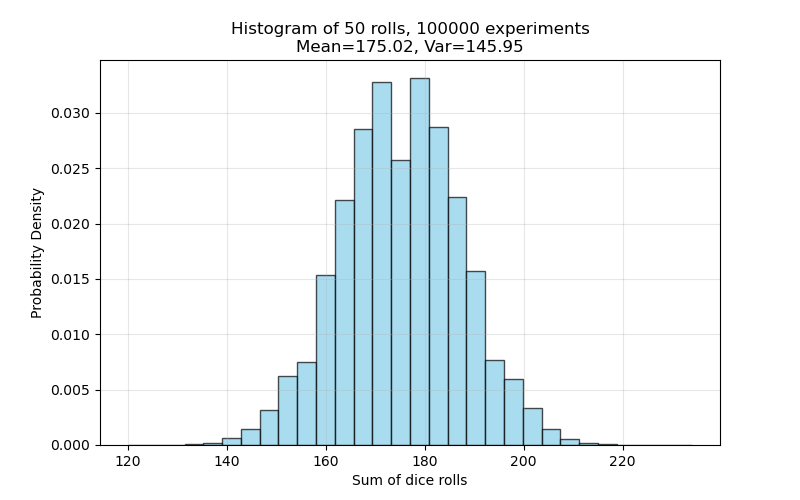 Histogram of 50 rolls, 100000 experiments
Mean=175.02, Var=145.95
0.030
0.025
0.020
0.015
0.010
0.005
0.000
Probability Density
120 140 160 180 200 220
Sum of dice rolls